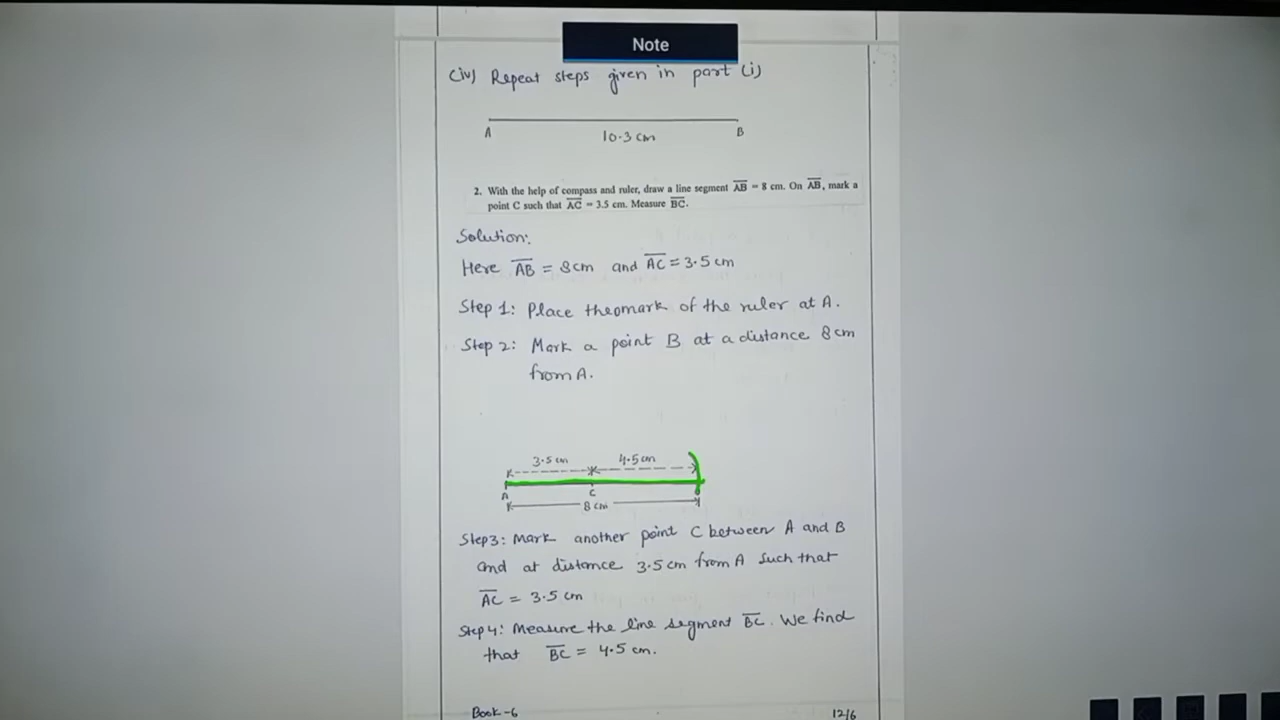 Note
(iv) Repeat steps given in part (i)
A 10.3 cm B
2. With the help of compass and ruler, draw a line segment AB = 8 cm. On AB, mark a
point C such that AC = 3.5 cm. Measure BC.
Solution:
Here AB = 8cm and AC = 3.5 cm
Step 1: Place the omark of the ruler at A.
Step 2: Mark a point B at a distance 8 cm
from A.
3.5 cm 4.5 cm
A C
8 cm
Step3: Mark another point C between A and B
and at distance 3.5 cm from A Such that
AC = 3.5 cm
Step 4: Measure the line segment BC. We find
that BC = 4.5 cm.
Book-6 12/6